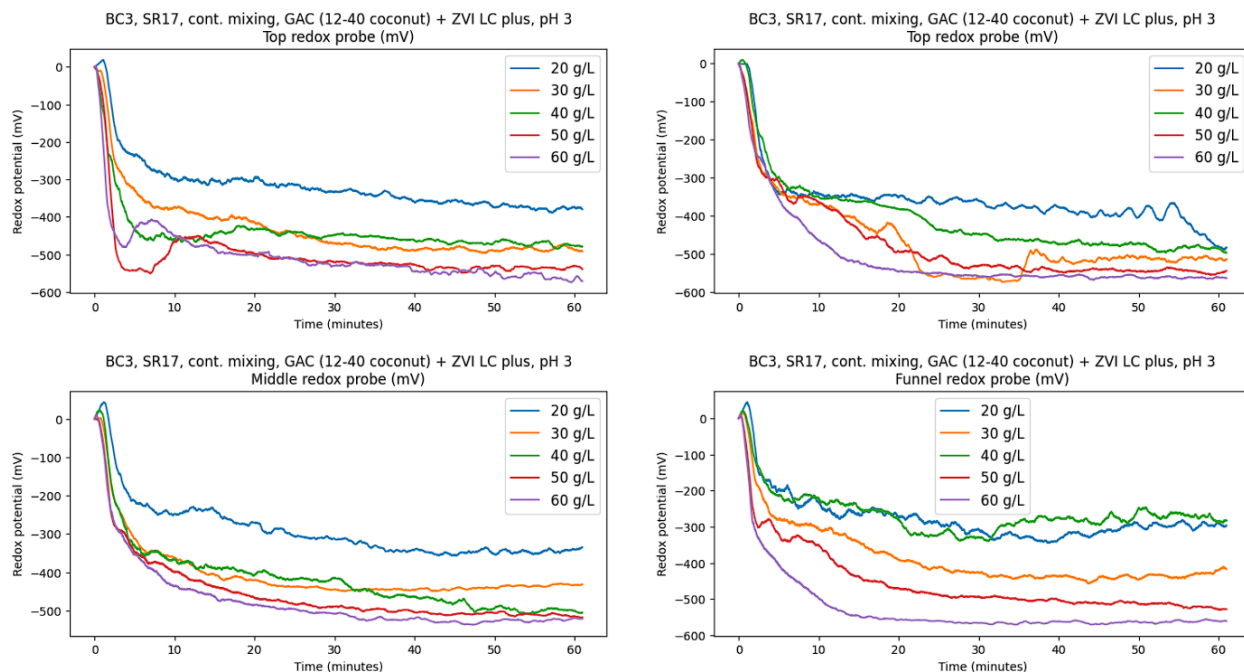 BC3, SR17, cont. mixing, GAC (12-40 coconut) + ZVI LC plus, pH 3
Top redox probe (mV)
Redox potential (mV)
0
−100
−200
−300
−400
−500
−600
20 g/L
30 g/L
40 g/L
50 g/L
60 g/L
0 10 20 30 40 50 60
Time (minutes)
BC3, SR17, cont. mixing, GAC (12-40 coconut) + ZVI LC plus, pH 3
Top redox probe (mV)
Redox potential (mV)
0
−100
−200
−300
−400
−500
−600
20 g/L
30 g/L
40 g/L
50 g/L
60 g/L
0 10 20 30 40 50 60
Time (minutes)
BC3, SR17, cont. mixing, GAC (12-40 coconut) + ZVI LC plus, pH 3
Middle redox probe (mV)
Redox potential (mV)
0
−100
−200
−300
−400
−500
20 g/L
30 g/L
40 g/L
50 g/L
60 g/L
0 10 20 30 40 50 60
Time (minutes)
BC3, SR17, cont. mixing, GAC (12-40 coconut) + ZVI LC plus, pH 3
Funnel redox probe (mV)
Redox potential (mV)
0
−100
−200
−300
−400
−500
−600
20 g/L
30 g/L
40 g/L
50 g/L
60 g/L
0 10 20 30 40 50 60
Time (minutes)